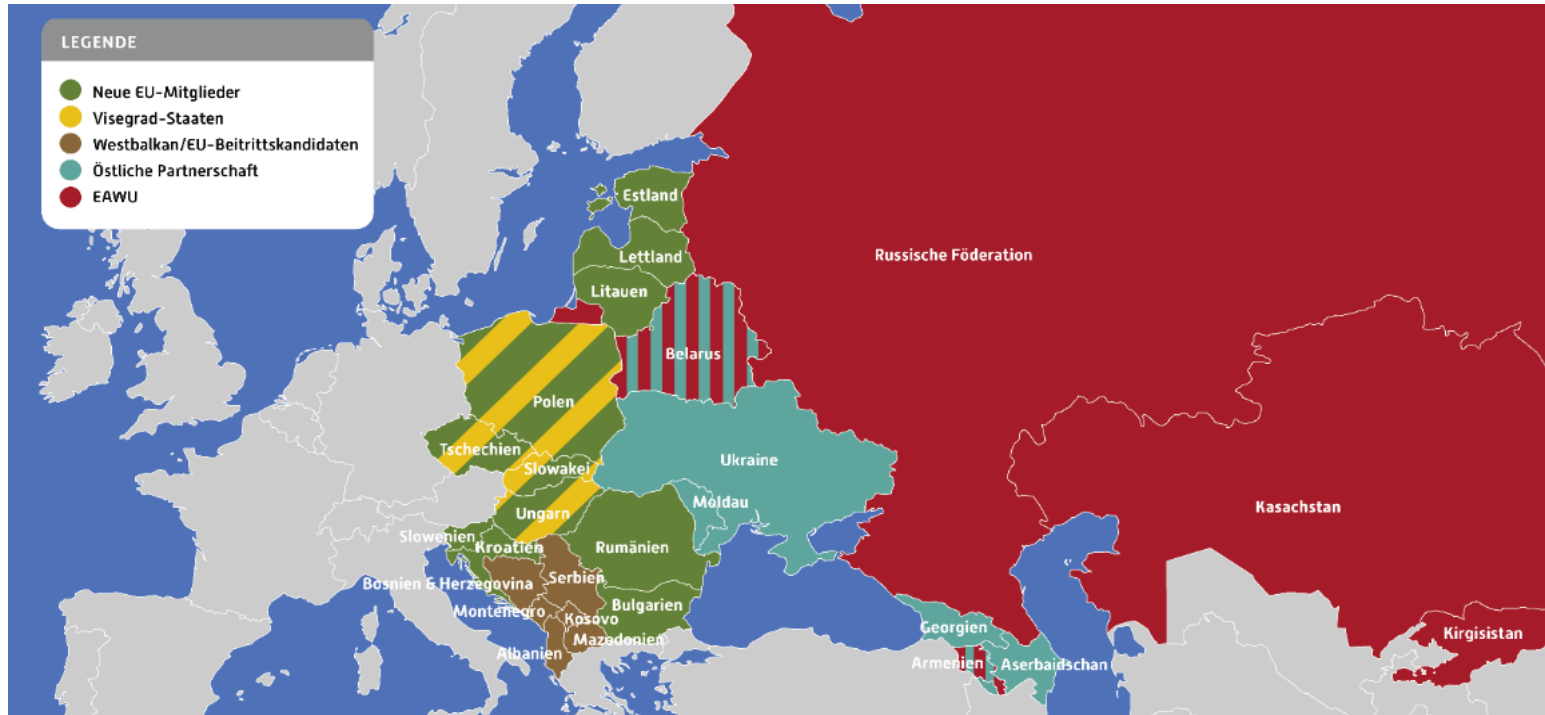 LEGENDE
Neue EU-Mitglieder
Visegrad-Staaten
Westbalkan/EU-Beitrittskandidaten
Östliche Partnerschaft
EAWU
Estland
Lettland
Litauen
Russische Föderation
Belarus
Polen
Tschechien
Slowakei
Ukraine
Moldau
Ungarn
Kasachstan
Slowenien
Kroatien
Rumänien
Bosnien & Herzegovina
Serbien
Bulgarien
Montenegro
Kosovo
Mazedonien
Albanien
Georgien
Kirgisistan
Armenien
Aserbaidschan